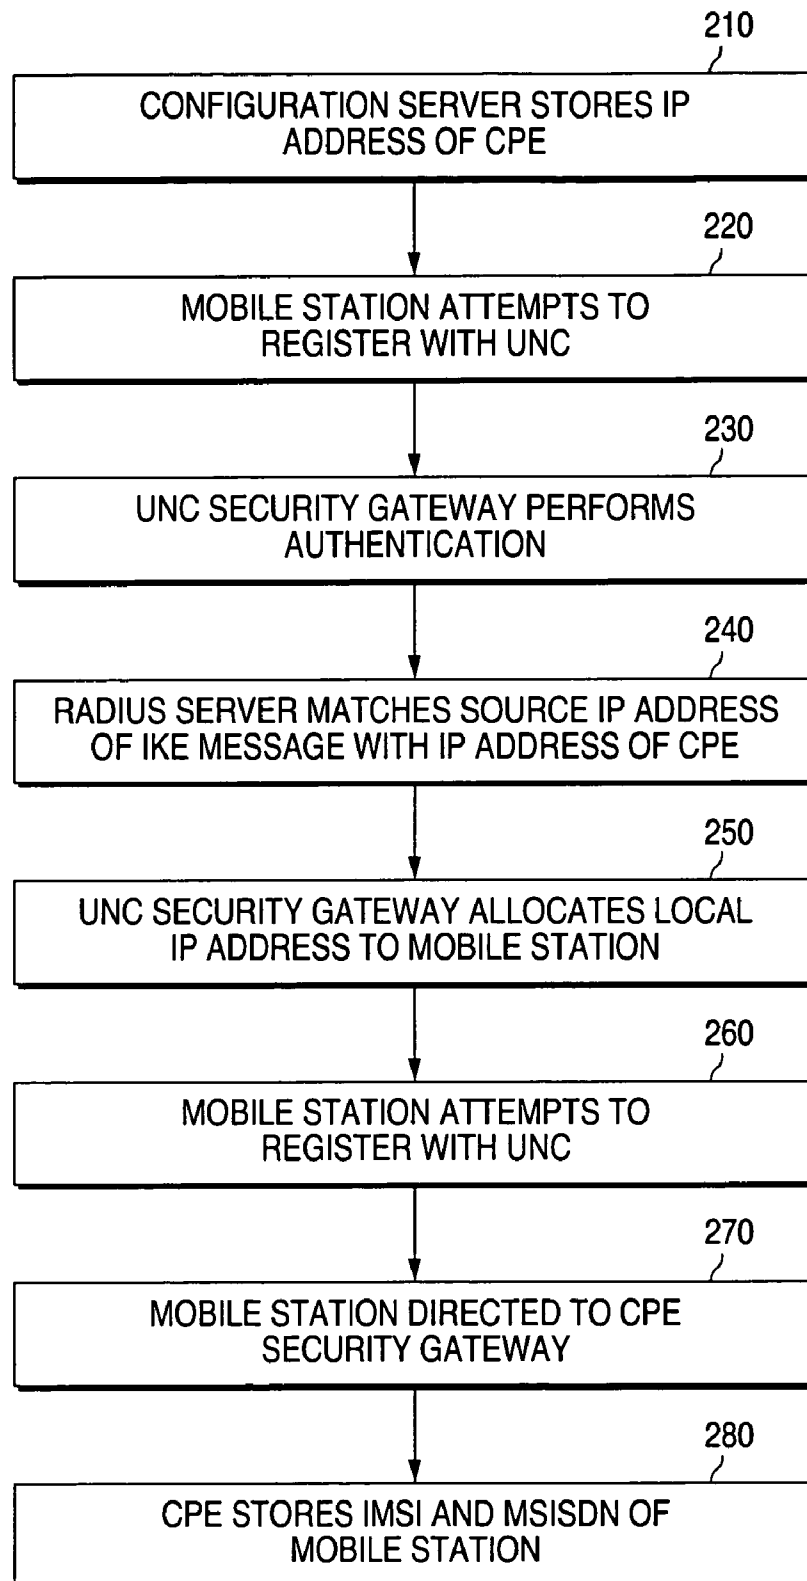 210
CONFIGURATION SERVER STORES IP
ADDRESS OF CPE
220
MOBILE STATION ATTEMPTS TO
REGISTER WITH UNC
230
UNC SECURITY GATEWAY PERFORMS
AUTHENTICATION
240
RADIUS SERVER MATCHES SOURCE IP ADDRESS
OF IKE MESSAGE WITH IP ADDRESS OF CPE
250
UNC SECURITY GATEWAY ALLOCATES LOCAL
IP ADDRESS TO MOBILE STATION
260
MOBILE STATION ATTEMPTS TO
REGISTER WITH UNC
270
MOBILE STATION DIRECTED TO CPE
SECURITY GATEWAY
280
CPE STORES IMSI AND MSISDN OF
MOBILE STATION